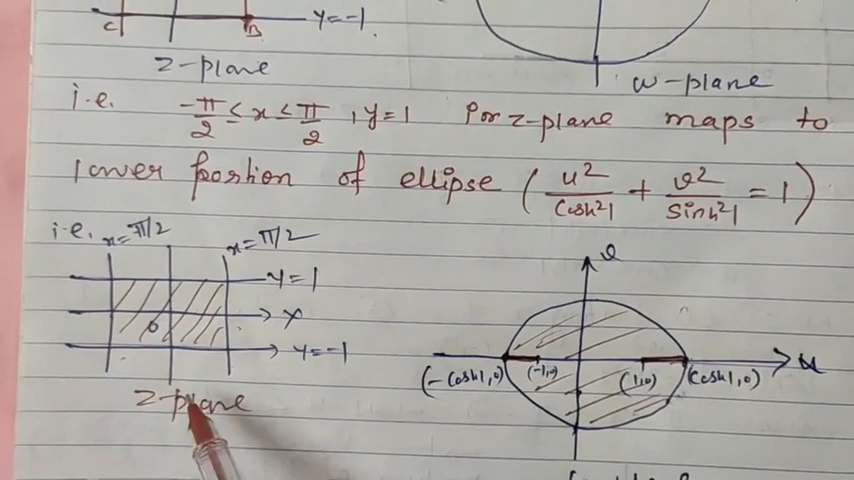 C B y=-1.
z-plane
w-plane
i.e. -π/2 ≤ x ≤ π/2 , y=1 for z-plane maps to
lower portion of ellipse ( u²/cosh²1 + v²/sinh²1 = 1 )
i.e. x=-π/2 x=π/2
v
y=1
0 x
y=-1
u
(-cosh1,0) (-1,0) (1,0) (cosh1,0)
z-plane